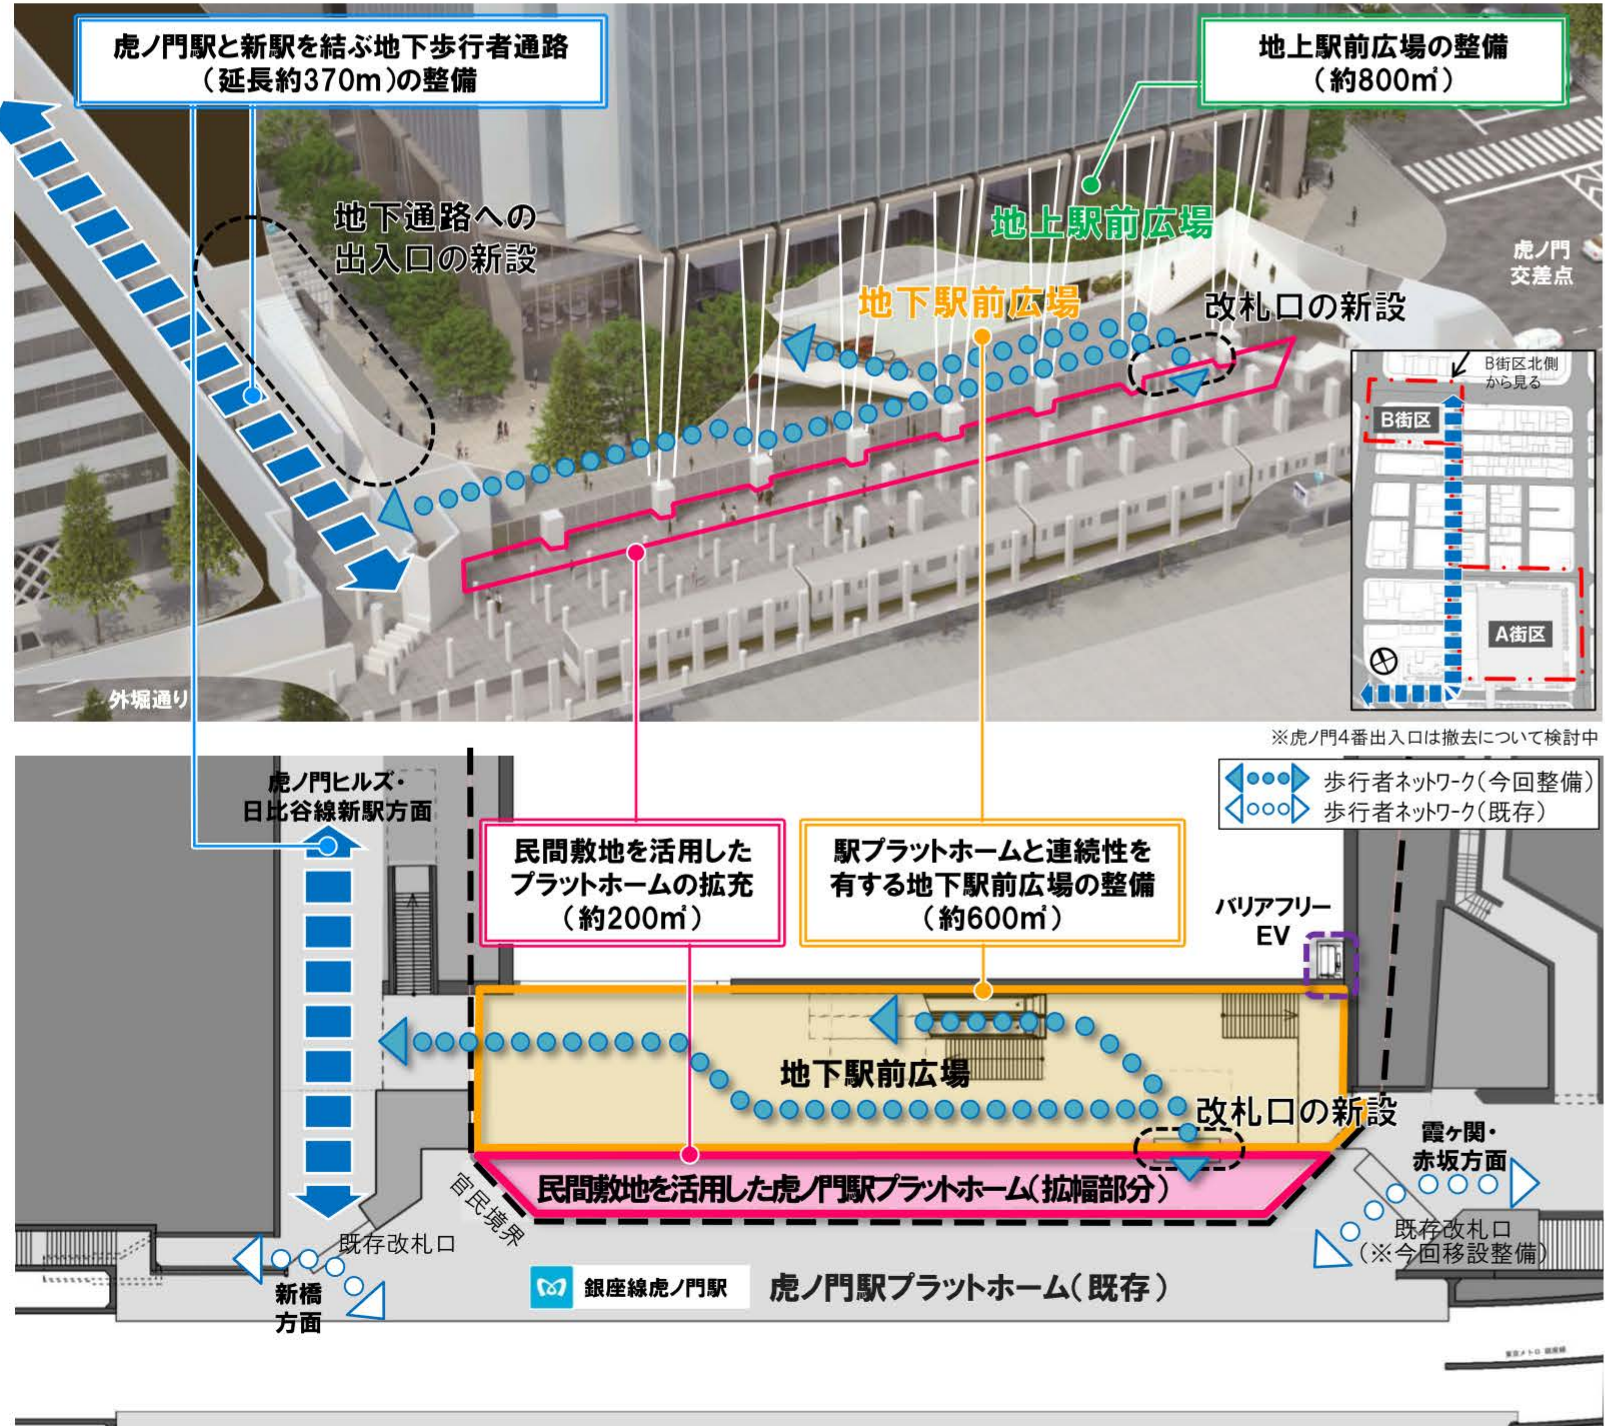 虎ノ門駅と新駅を結ぶ地下歩行者通路
（延長約370m）の整備
地上駅前広場の整備
（約800㎡）
地下通路への
出入口の新設
地上駅前広場
地下駅前広場
改札口の新設
虎ノ門
交差点
B街区北側
から見る
B街区
A街区
外堀通り
※虎ノ門4番出入口は撤去について検討中
虎ノ門ヒルズ・
日比谷線新駅方面
歩行者ネットワーク（今回整備）
歩行者ネットワーク（既存）
民間敷地を活用した
プラットホームの拡充
（約200㎡）
駅プラットホームと連続性を
有する地下駅前広場の整備
（約600㎡）
バリアフリー
EV
地下駅前広場
改札口の新設
霞ヶ関・
赤坂方面
民間敷地を活用した虎ノ門駅プラットホーム（拡幅部分）
官民境界
既存改札口
既存改札口
（※今回移設整備）
新橋
方面
銀座線虎ノ門駅
虎ノ門駅プラットホーム（既存）
東京メトロ 銀座線